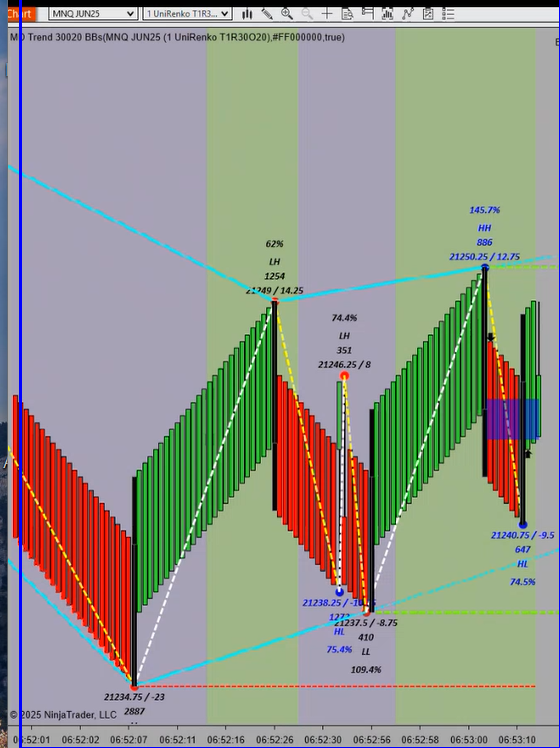 Chart
MNQ JUN25
1 UniRenko T1R3...
MO Trend 30020 BBs(MNQ JUN25 (1 UniRenko T1R30O20),#FF000000,true)
145.7%
HH
886
21250.25 / 12.75
62%
LH
1254
21249 / 14.25
74.4%
LH
351
21246.25 / 8
21240.75 / -9.5
647
HL
74.5%
21238.25 /
HL
75.4%
21237.5 / -8.75
410
LL
109.4%
21234.75 / -23
2887
© 2025 NinjaTrader, LLC
06:52:01 06:52:02 06:52:07 06:52:11 06:52:16 06:52:26 06:52:30 06:52:56 06:52:58 06:53:00 06:53:10